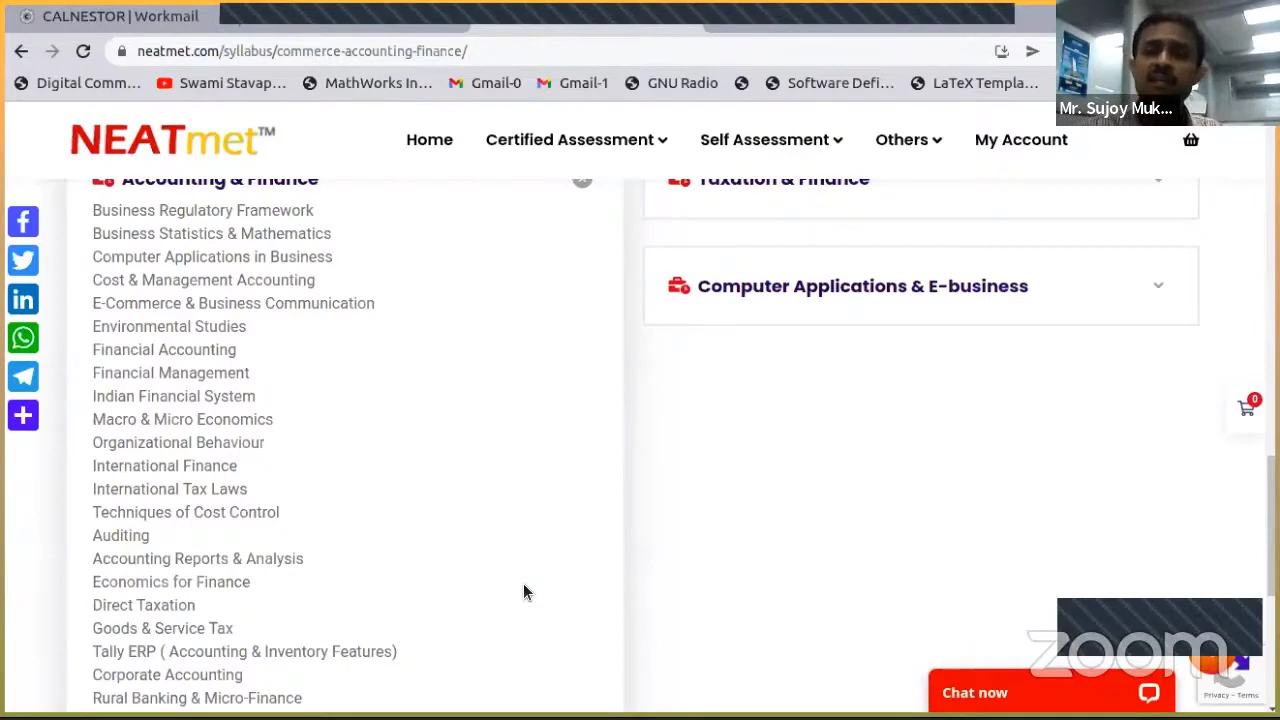 CALNESTOR | Workmail
neatmet.com/syllabus/commerce-accounting-finance/
Digital Comm... Swami Stavap... MathWorks In... Gmail-0 Gmail-1 GNU Radio Software Defi... LaTeX Templa...
Mr. Sujoy Muk...
NEATmet™ Home Certified Assessment Self Assessment Others My Account
Accounting & Finance
Taxation & Finance
Business Regulatory Framework
Business Statistics & Mathematics
Computer Applications in Business
Cost & Management Accounting
E-Commerce & Business Communication
Environmental Studies
Financial Accounting
Financial Management
Indian Financial System
Macro & Micro Economics
Organizational Behaviour
International Finance
International Tax Laws
Techniques of Cost Control
Auditing
Accounting Reports & Analysis
Economics for Finance
Direct Taxation
Goods & Service Tax
Tally ERP ( Accounting & Inventory Features)
Corporate Accounting
Rural Banking & Micro-Finance
Computer Applications & E-business
0
zoom
Chat now
Privacy - Terms